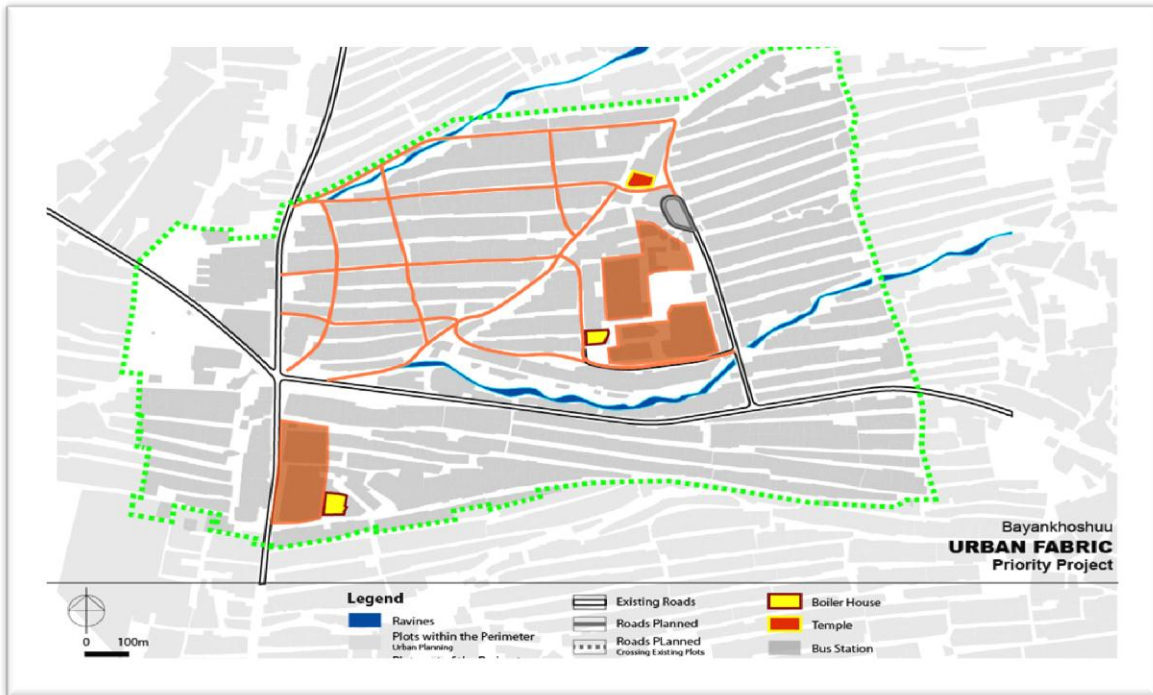 Bayankhoshuu
URBAN FABRIC
Priority Project
0 100m
Legend
Ravines
Plots within the Perimeter
Urban Planning
Existing Roads
Roads Planned
Roads PLanned
Crossing Existing Plots
Boiler House
Temple
Bus Station